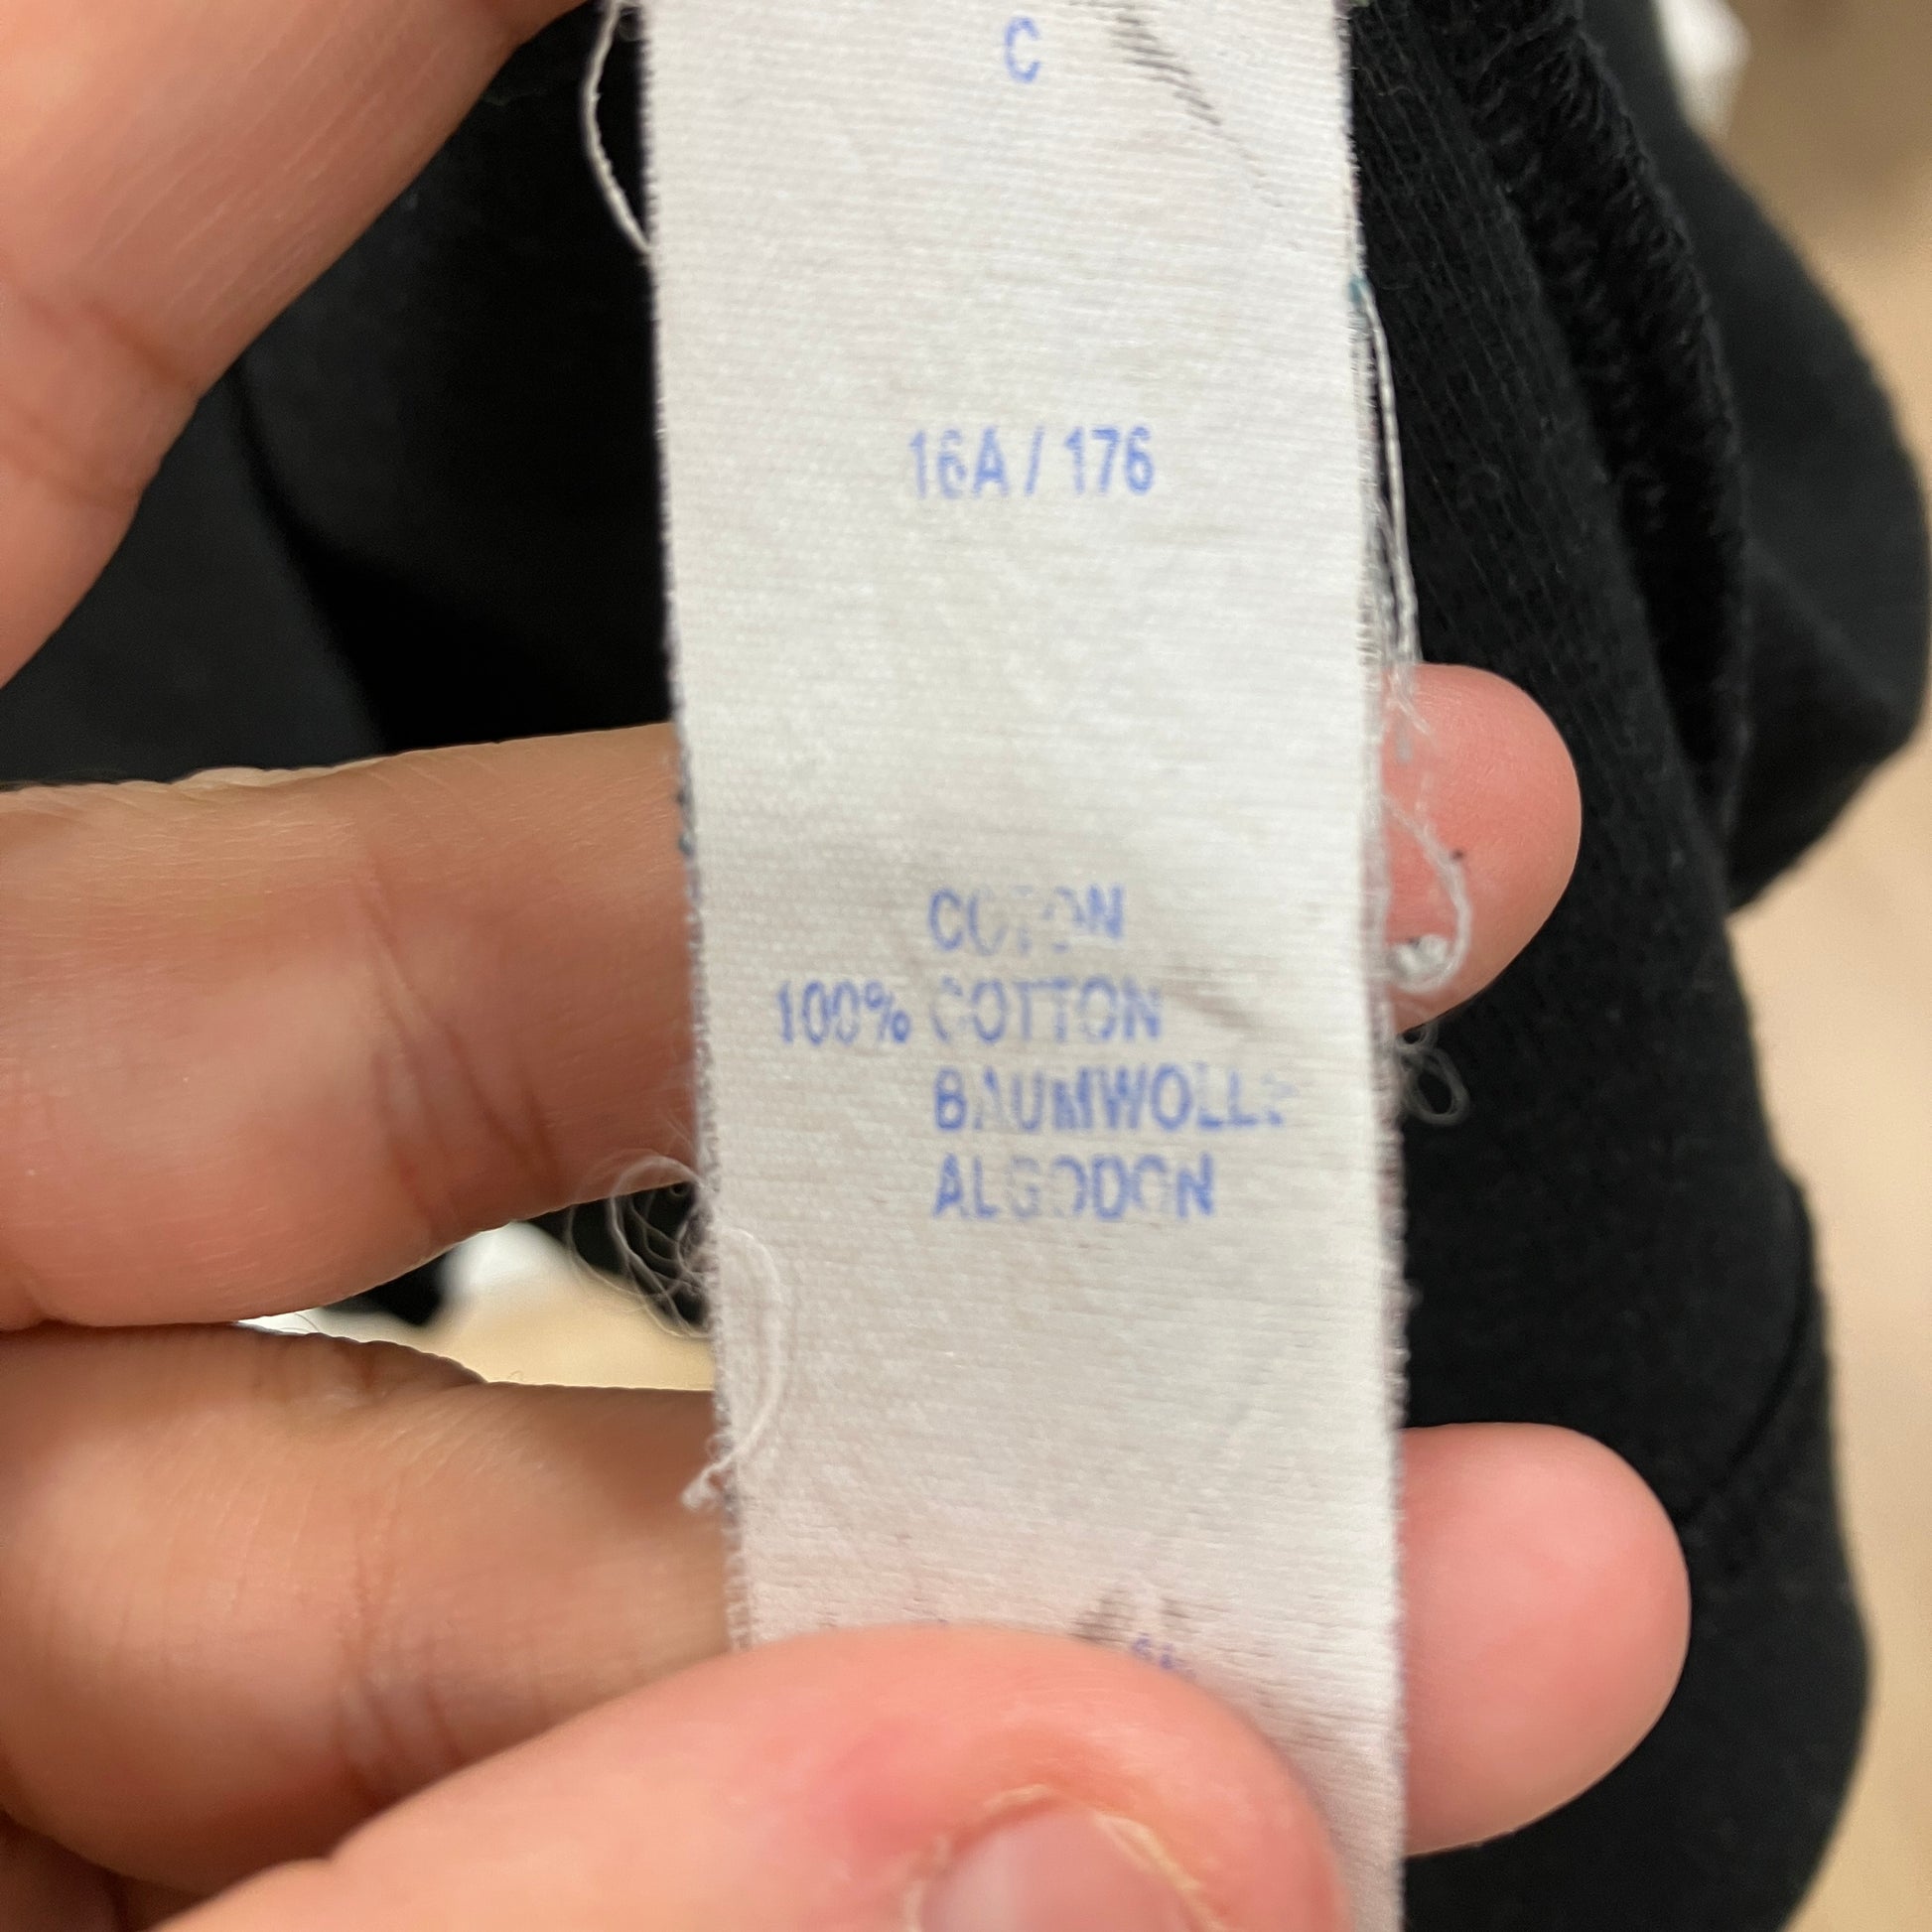 C
16A / 176
COTON
100% COTTON
BAUMWOLLE
ALGODON